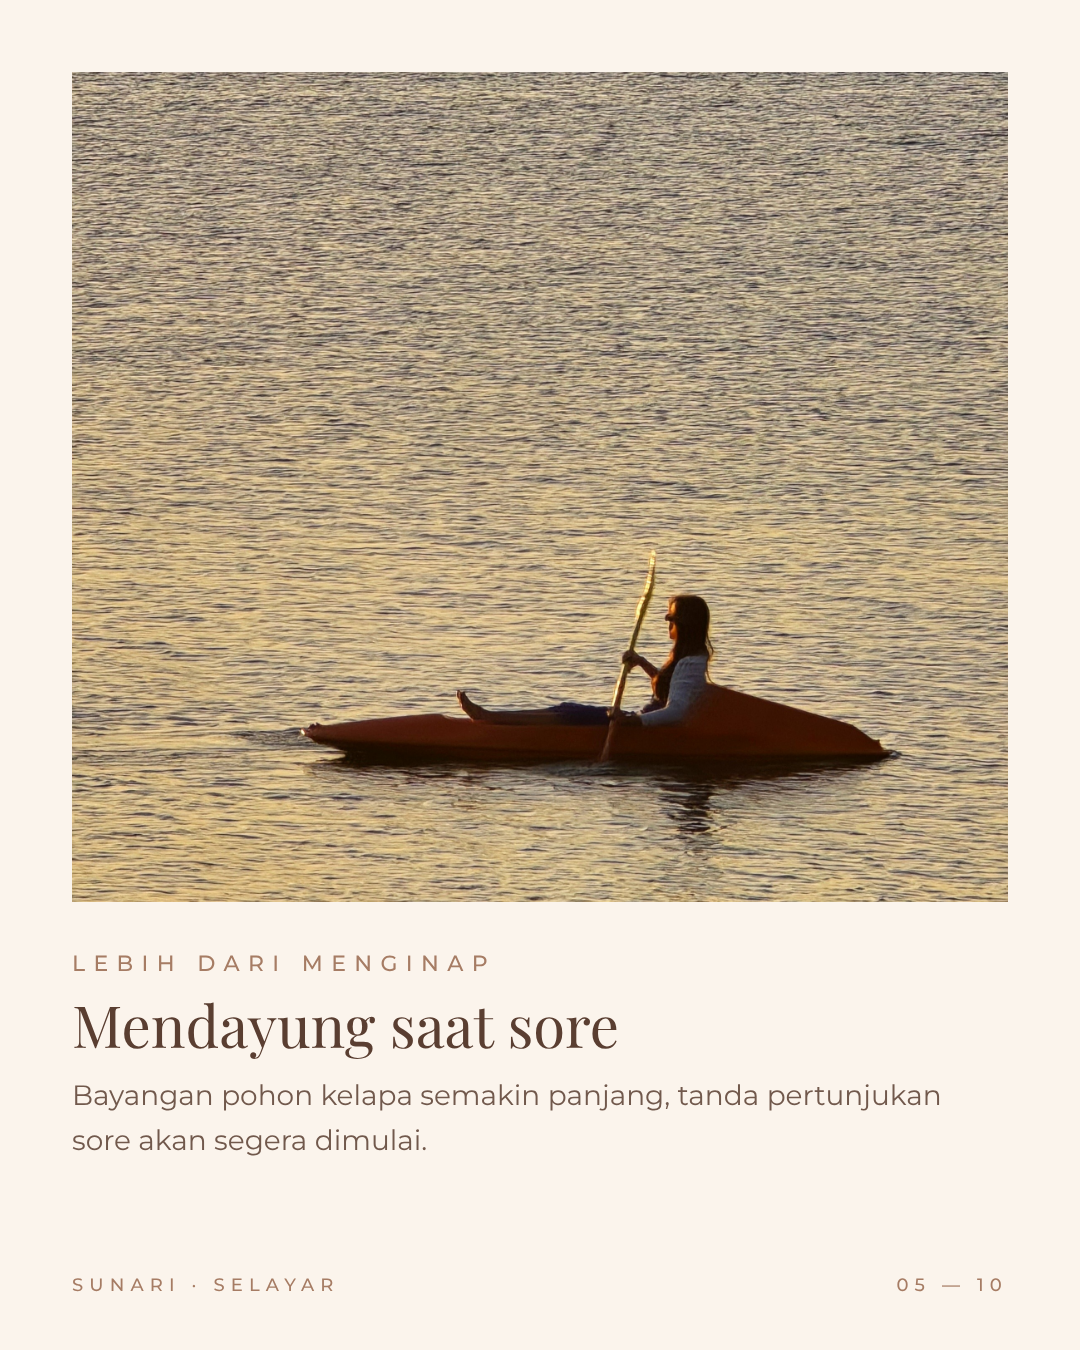 LEBIH DARI MENGINAP
Mendayung saat sore
Bayangan pohon kelapa semakin panjang, tanda pertunjukan
sore akan segera dimulai.
SUNARI · SELAYAR
05 — 10